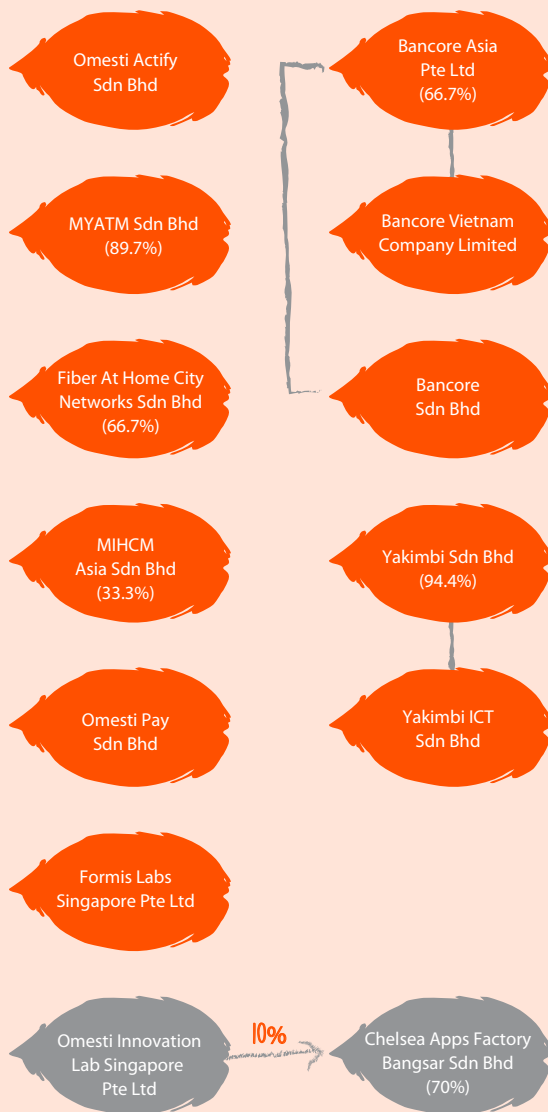 Omesti Actify
Sdn Bhd
Bancore Asia
Pte Ltd
(66.7%)
MYATM Sdn Bhd
(89.7%)
Bancore Vietnam
Company Limited
Fiber At Home City
Networks Sdn Bhd
(66.7%)
Bancore
Sdn Bhd
MIHCM
Asia Sdn Bhd
(33.3%)
Yakimbi Sdn Bhd
(94.4%)
Omesti Pay
Sdn Bhd
Yakimbi ICT
Sdn Bhd
Formis Labs
Singapore Pte Ltd
Omesti Innovation
Lab Singapore
Pte Ltd
10%
Chelsea Apps Factory
Bangsar Sdn Bhd
(70%)